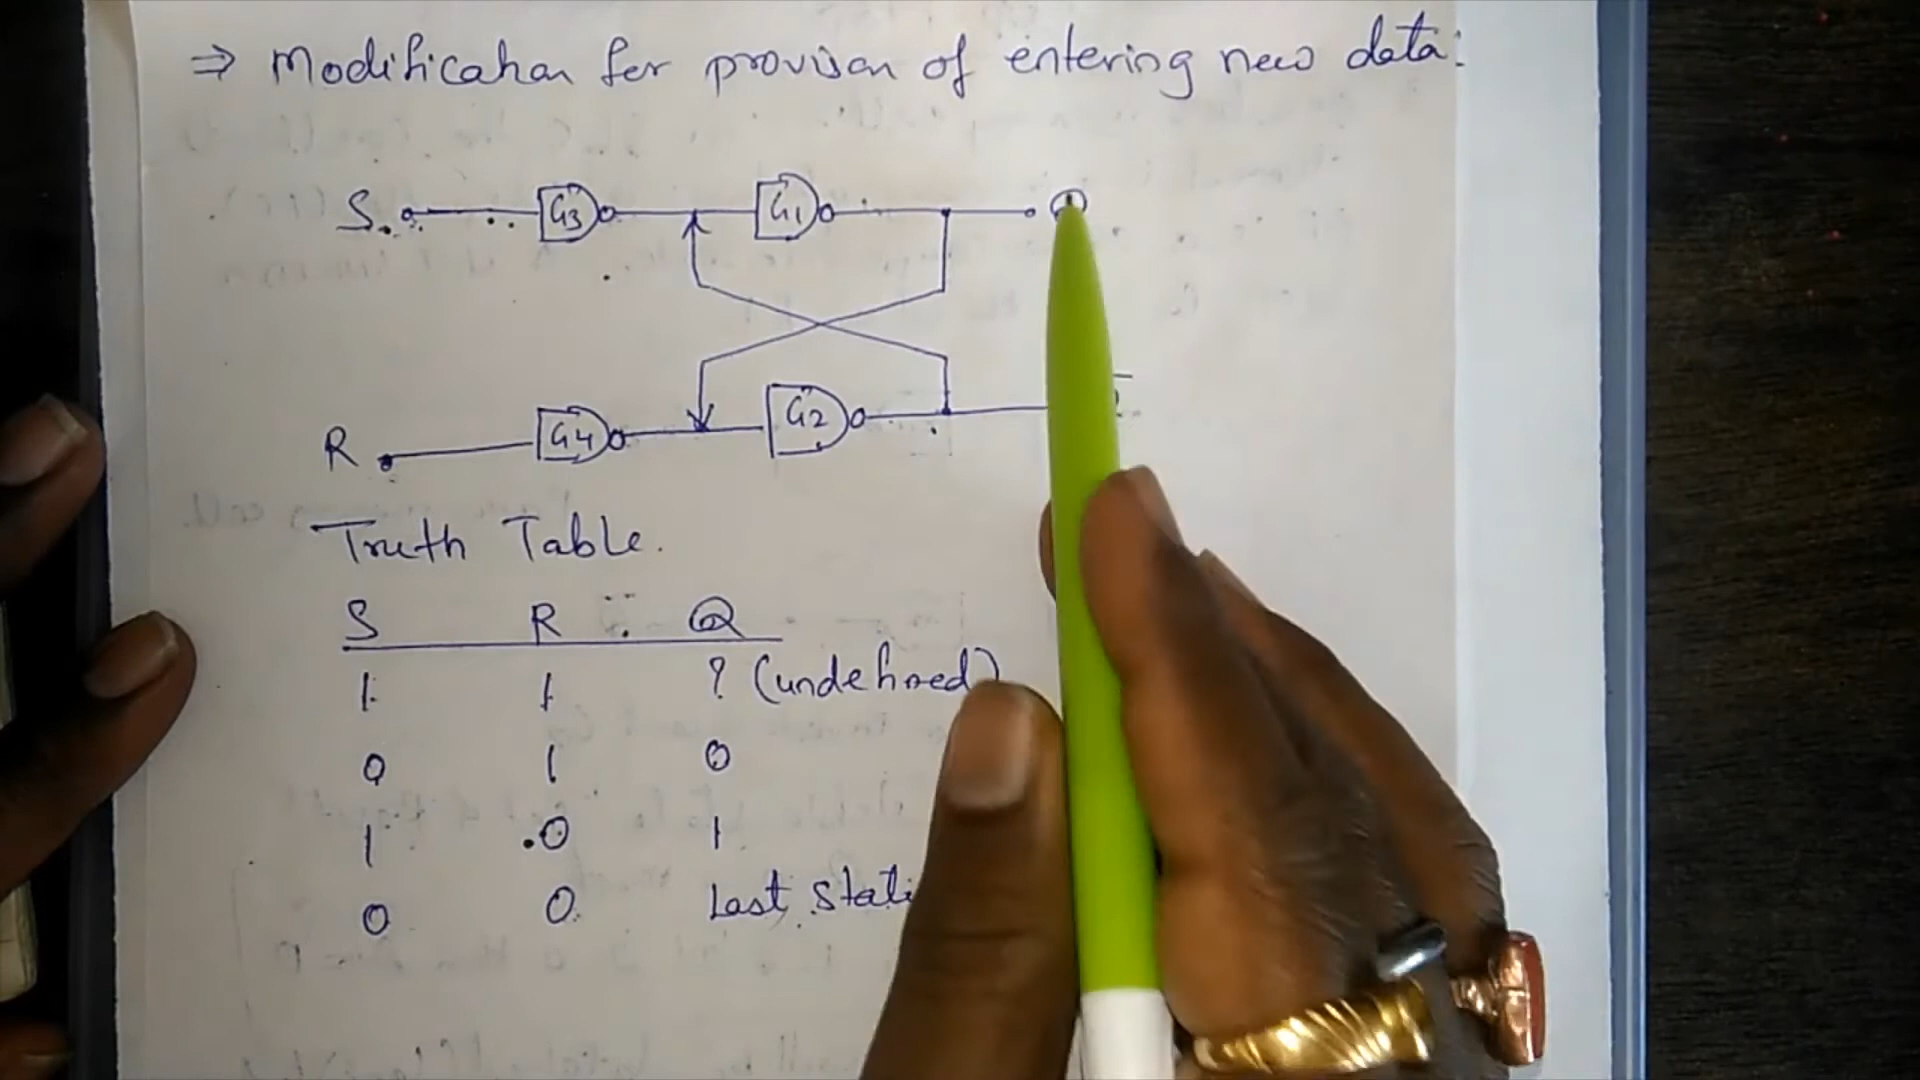 ⇒ Modification for provision of entering new data:
S G3 G1 Q
R G4 G2
Truth Table.
S R Q
1 1 ? (undefined)
0 1 0
1 0 1
0 0 Last